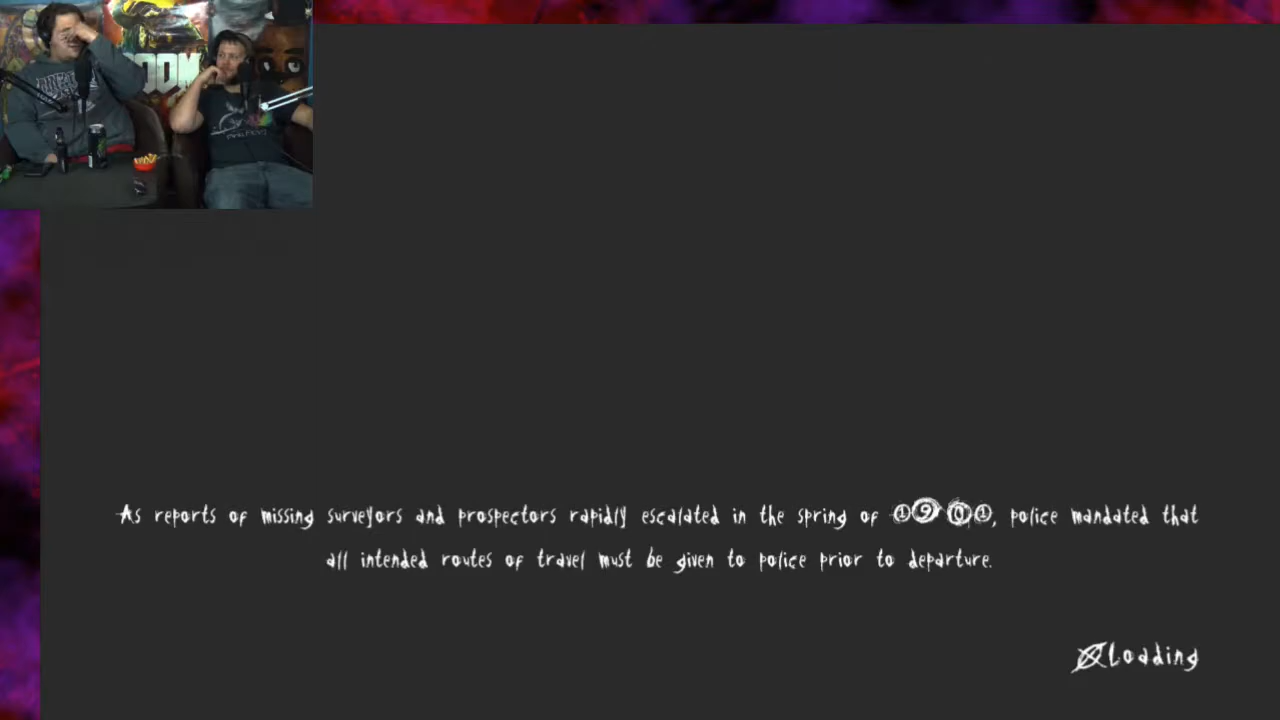 DOOM
As reports of missing surveyors and prospectors rapidly escalated in the spring of 1901, police mandated that
all intended routes of travel must be given to police prior to departure.
Loading